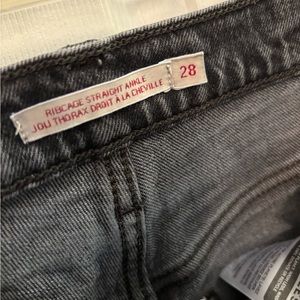 RIBCAGE STRAIGHT ANKLE
JOLI THORAX DROIT À LA CHEVILLE
28